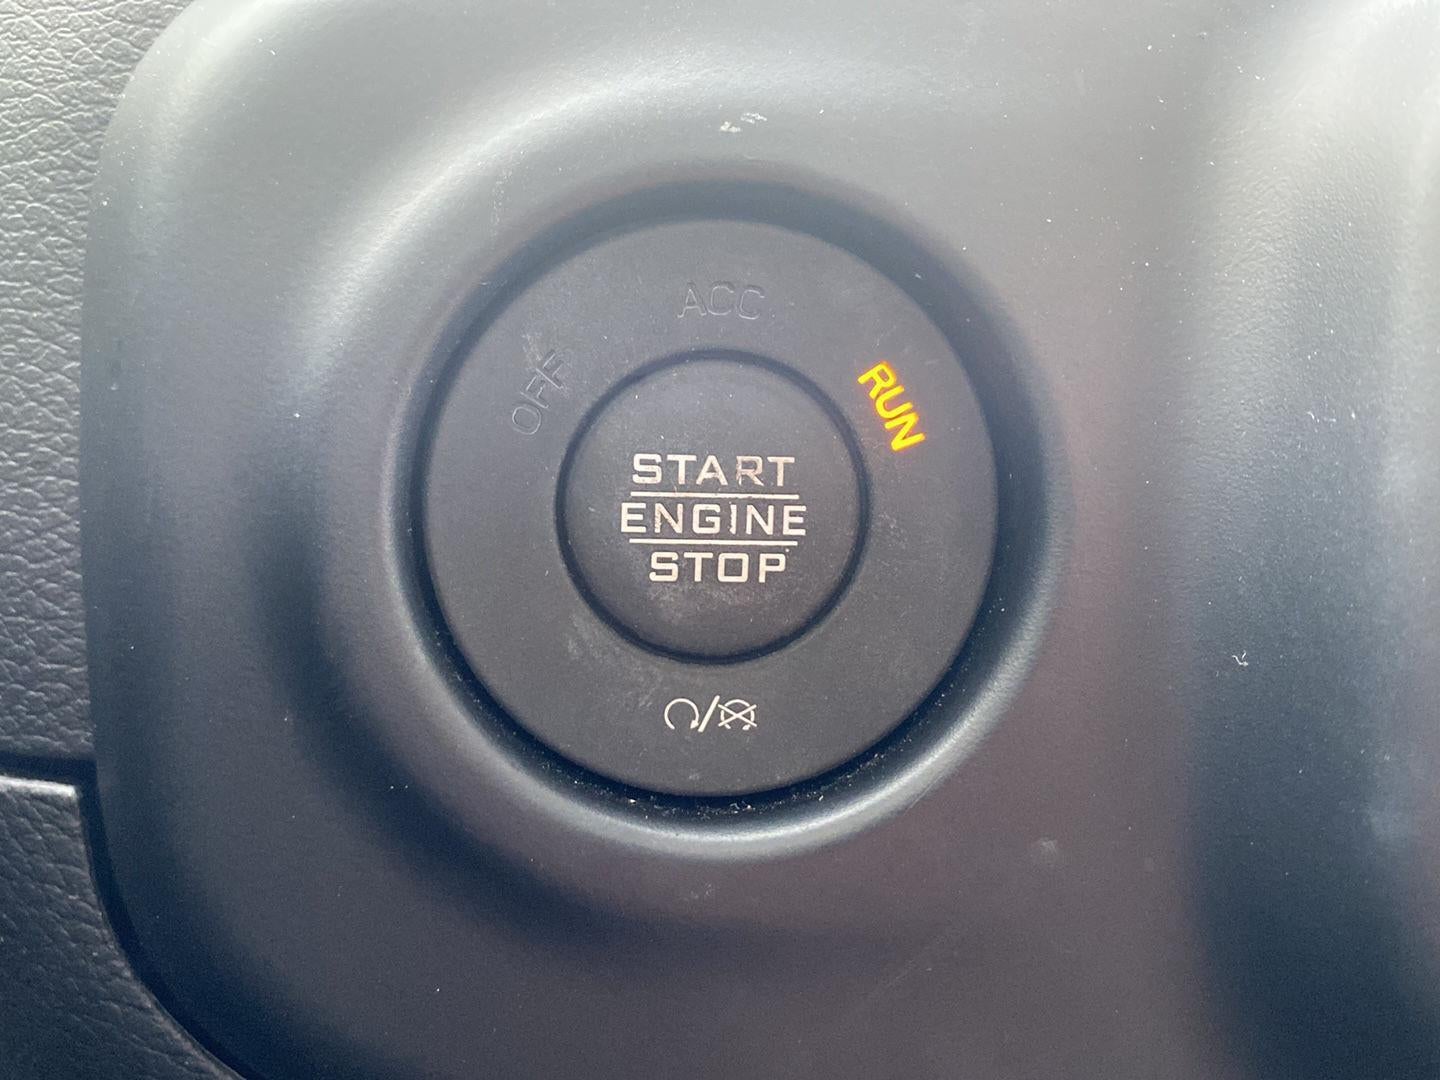 ACC
OFF
RUN
START
ENGINE
STOP
/